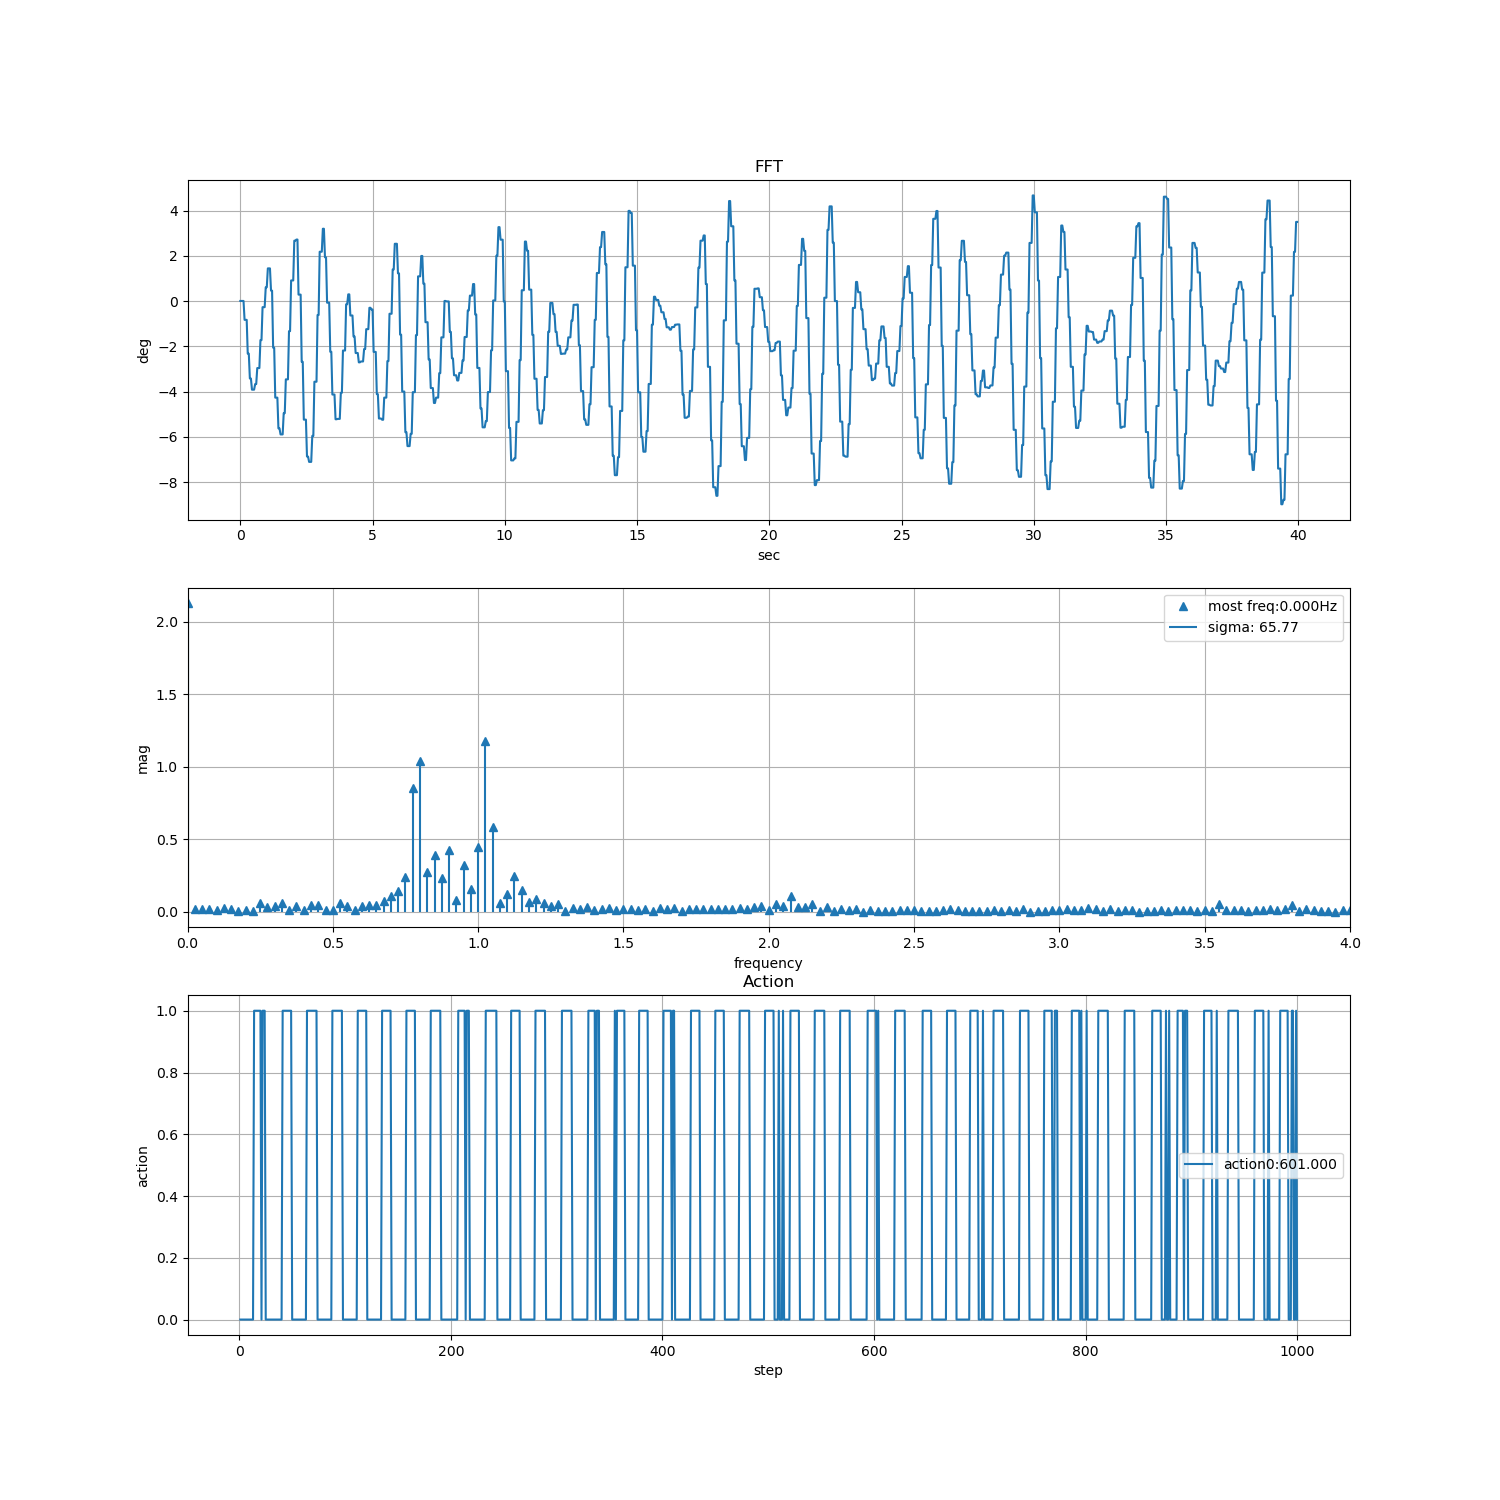 FFT
4
2
0
−2
−4
−6
−8
deg
0 5 10 15 20 25 30 35 40
sec
2.0
1.5
1.0
0.5
0.0
mag
most freq:0.000Hz
sigma: 65.77
0.0 0.5 1.0 1.5 2.0 2.5 3.0 3.5 4.0
frequency
Action
1.0
0.8
0.6
0.4
0.2
0.0
action
action0:601.000
0 200 400 600 800 1000
step